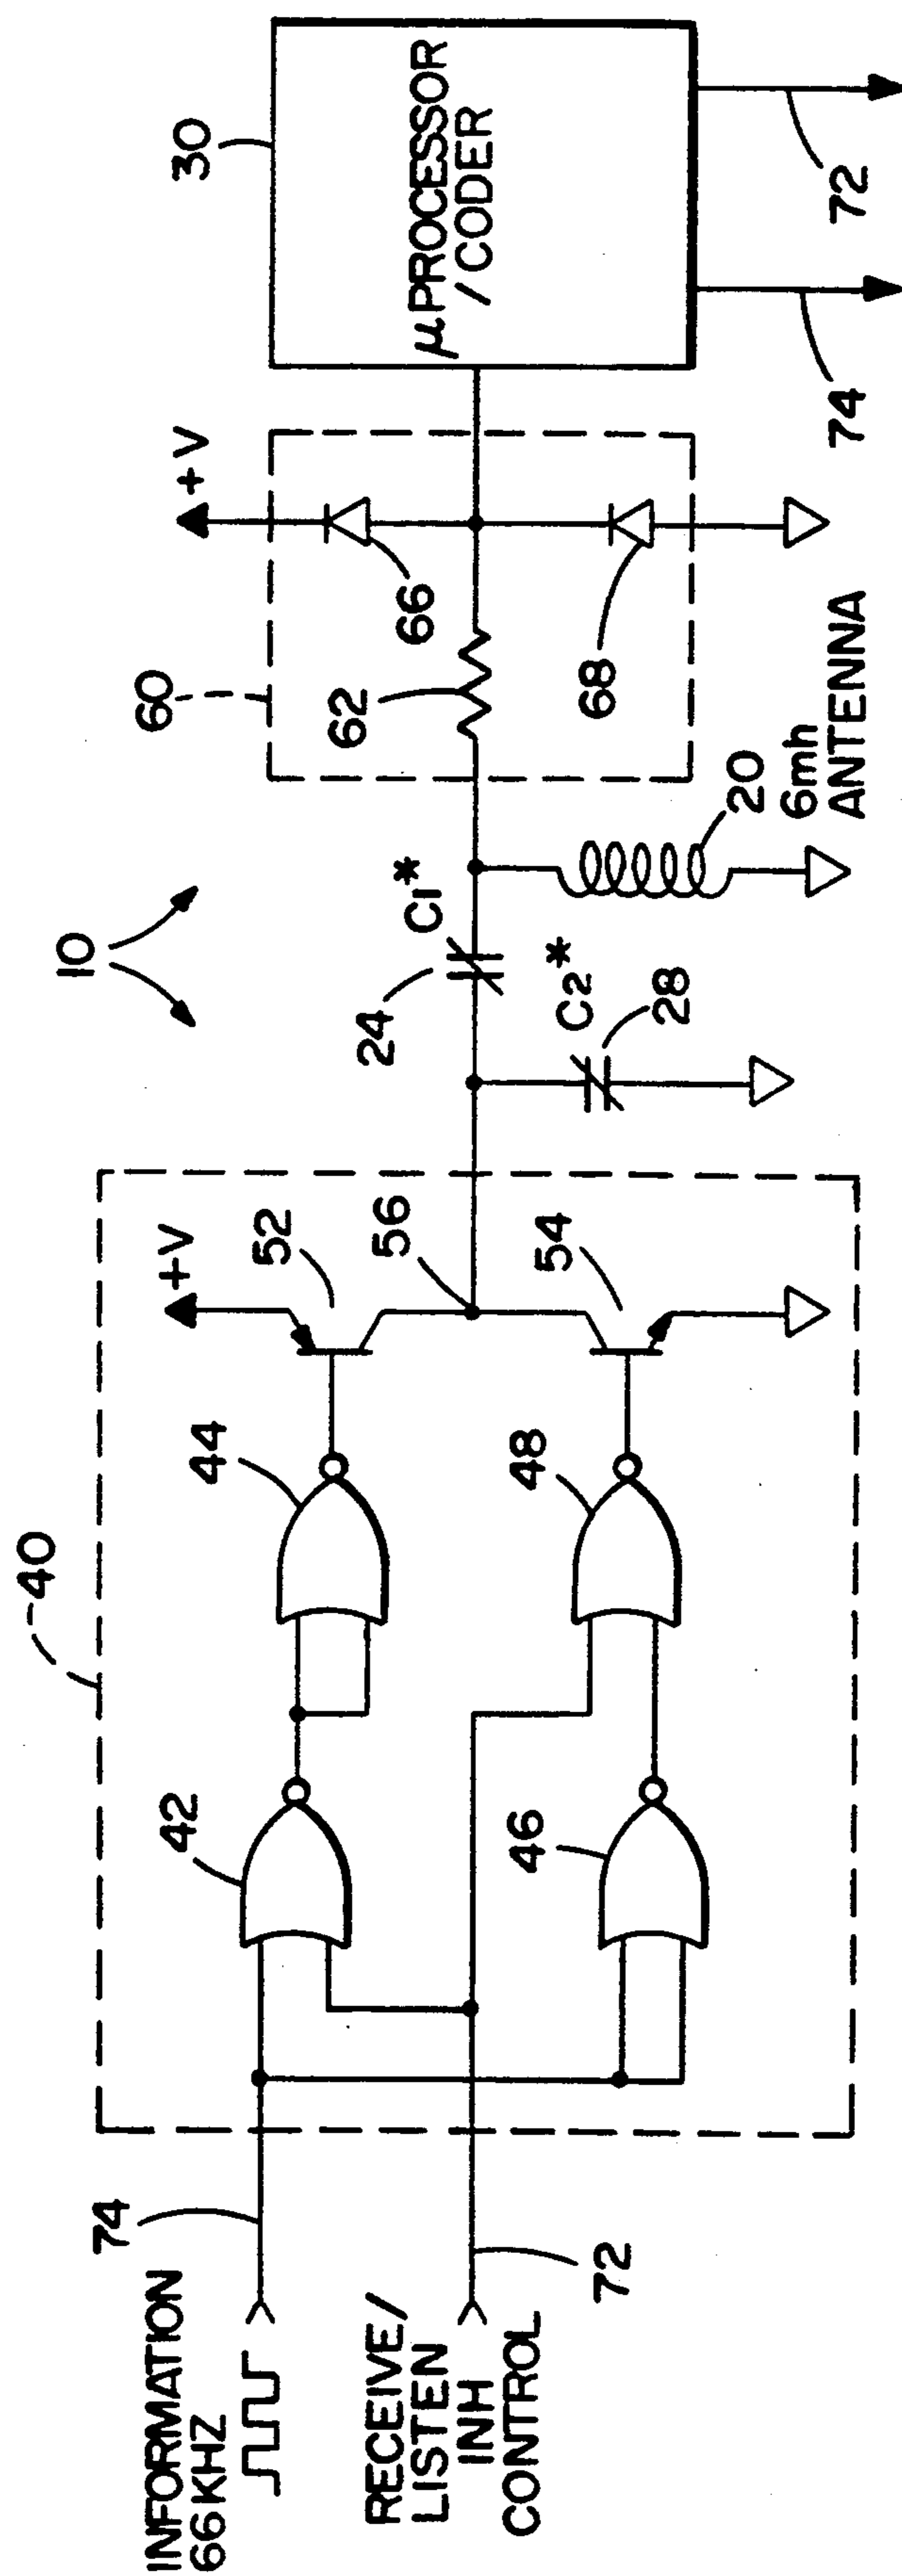 10
40
INFORMATION
66KHZ
74
RECEIVE/
LISTEN
INH
CONTROL
72
42
44
46
48
+V
52
56
54
24
C1*
C2*
28
20
6mh
ANTENNA
60
62
+V
66
68
30
μPROCESSOR
/CODER
74
72